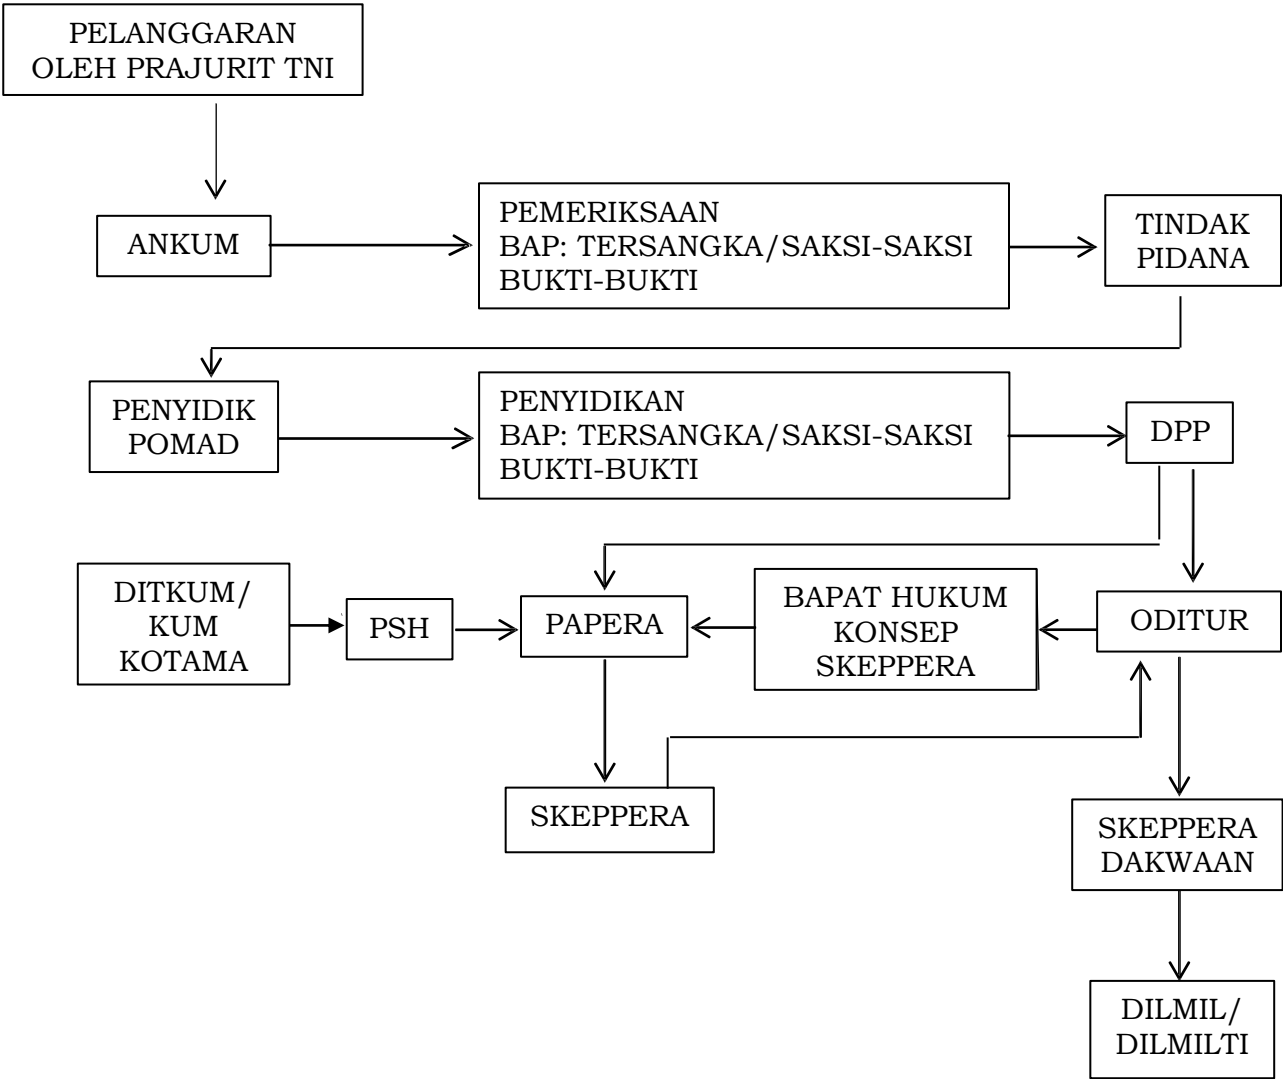 PELANGGARAN
OLEH PRAJURIT TNI
ANKUM
PEMERIKSAAN
BAP: TERSANGKA/SAKSI-SAKSI
BUKTI-BUKTI
TINDAK
PIDANA
PENYIDIK
POMAD
PENYIDIKAN
BAP: TERSANGKA/SAKSI-SAKSI
BUKTI-BUKTI
DPP
DITKUM/
KUM
KOTAMA
PSH
PAPERA
BAPAT HUKUM
KONSEP
SKEPPERA
ODITUR
SKEPPERA
SKEPPERA
DAKWAAN
DILMIL/
DILMILTI